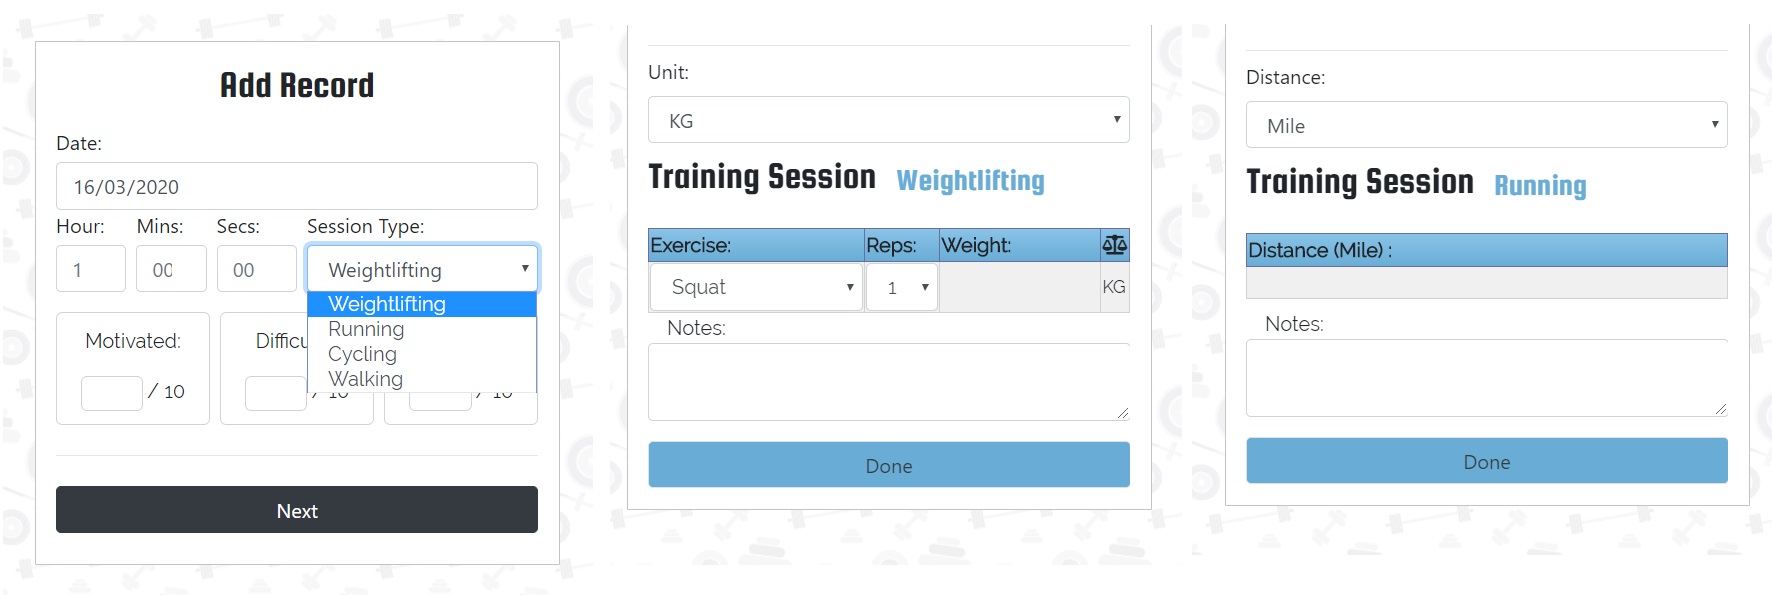 Add Record
Date:
16/03/2020
Hour: Mins: Secs: Session Type:
1 00 00 Weightlifting
Weightlifting
Running
Cycling
Walking
Motivated:
/ 10
/ 10
/ 10
Next
Unit:
KG
Training Session Weightlifting
Exercise: Reps: Weight:
Squat 1 KG
Notes:
Done
Distance:
Mile
Training Session Running
Distance (Mile) :
Notes:
Done